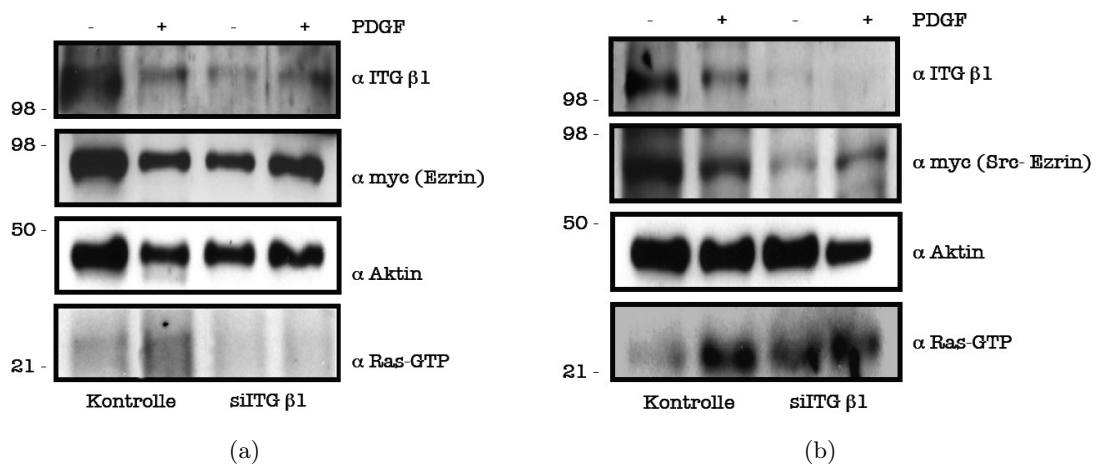 - + - + PDGF
α ITG β1
98 -
98 -
α myc (Ezrin)
50 -
α Aktin
α Ras-GTP
21 -
Kontrolle siITG β1
(a)
- + - + PDGF
α ITG β1
98 -
98 -
α myc (Src- Ezrin)
50 -
α Aktin
α Ras-GTP
21 -
Kontrolle siITG β1
(b)